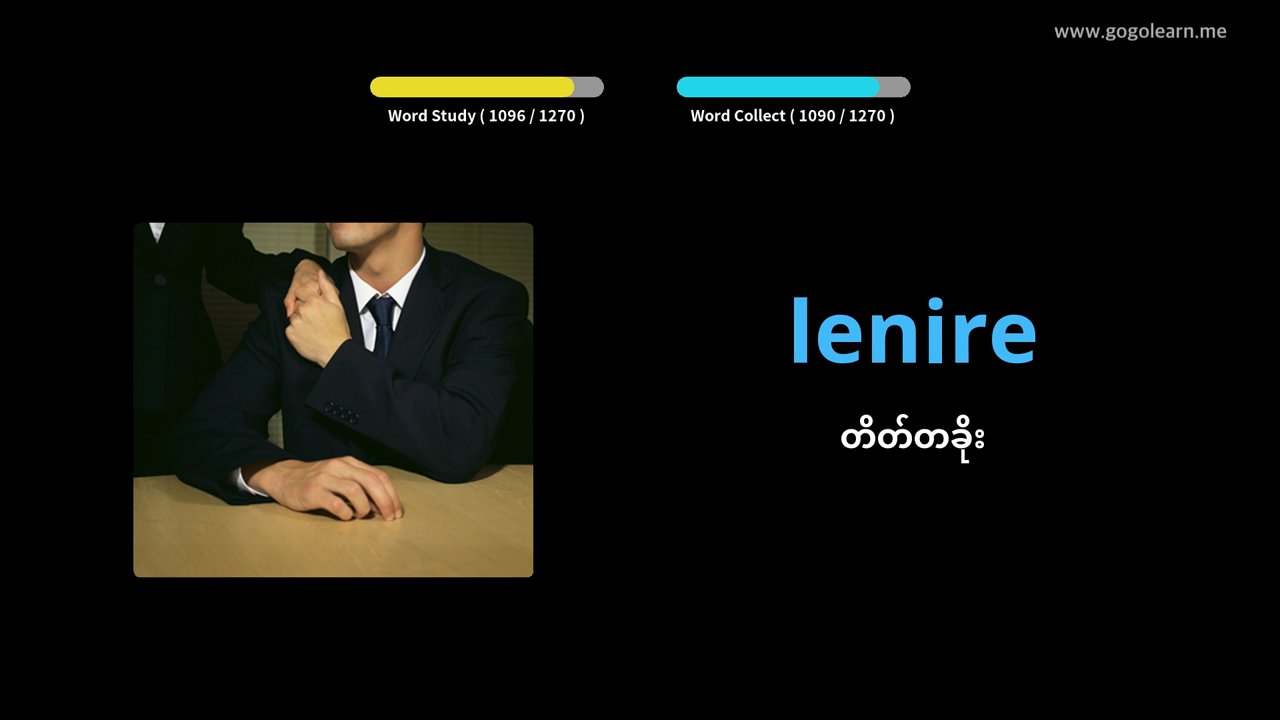 www.gogolearn.me
Word Study ( 1096 / 1270 )
Word Collect ( 1090 / 1270 )
lenire
တိတ်တခိုး